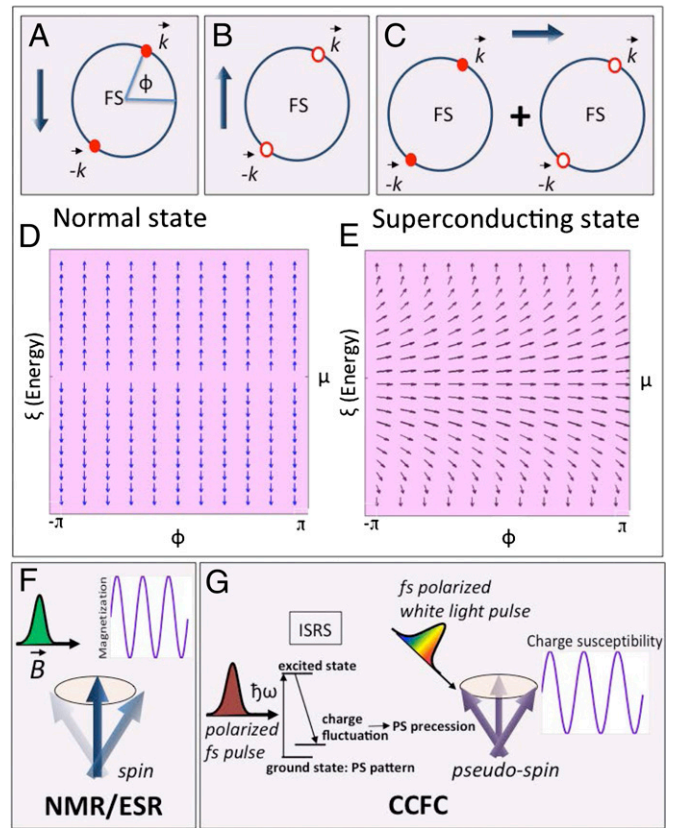 A
k
ϕ
FS
-k
B
k
FS
-k
C
k
FS
+
FS
k
-k
-k
Normal state
Superconducting state
D
ξ (Energy)
μ
-π
π
ϕ
E
ξ (Energy)
μ
-π
π
ϕ
F
B
Magnetization
spin
NMR/ESR
G
fs polarized
white light pulse
ISRS
Charge susceptibility
excited state
ħω
polarized
fs pulse
charge
fluctuation
PS precession
ground state: PS pattern
pseudo-spin
CCFC